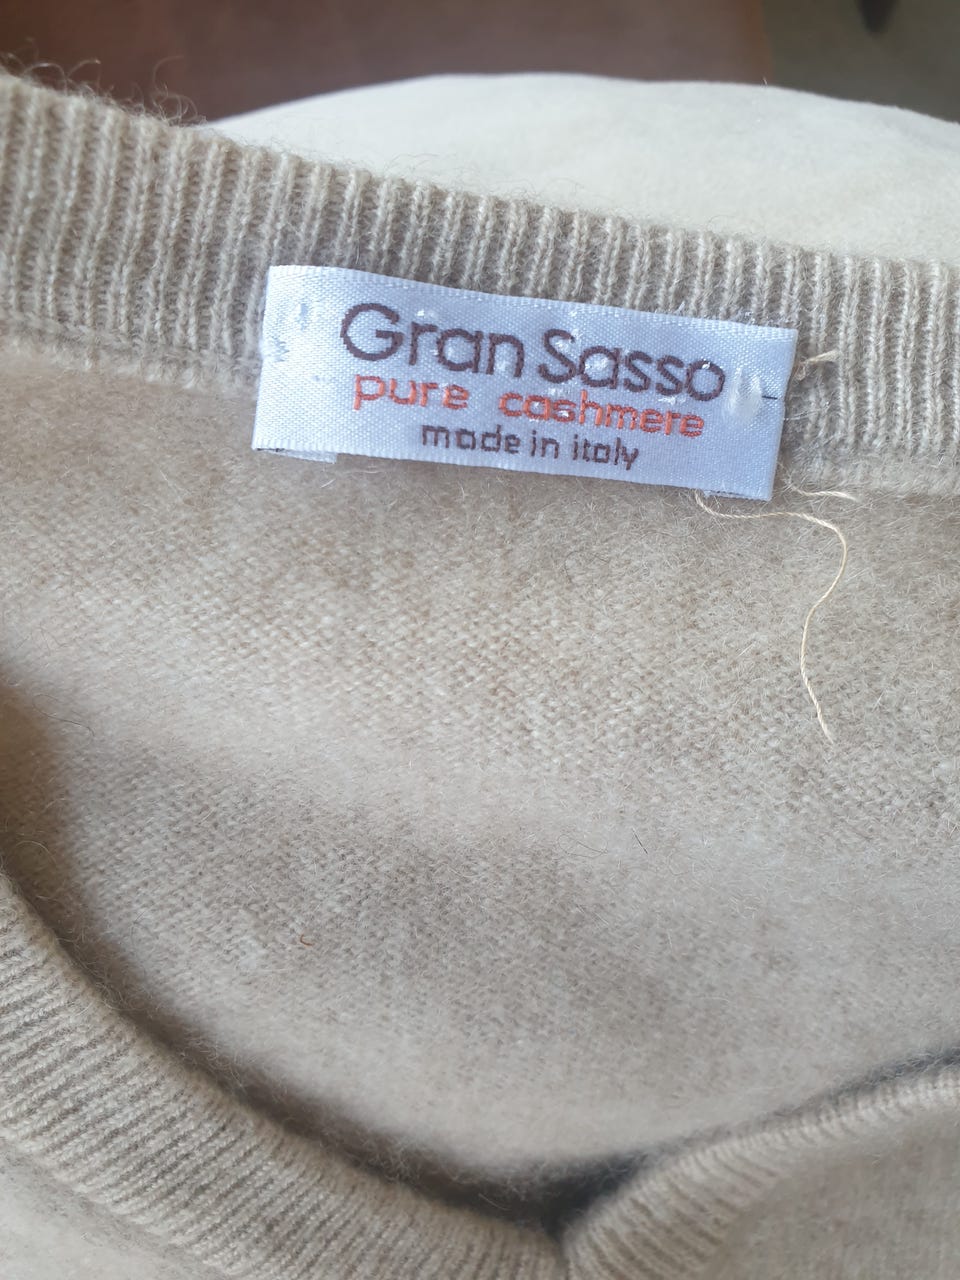 Gran Sasso
pure cashmere
made in italy